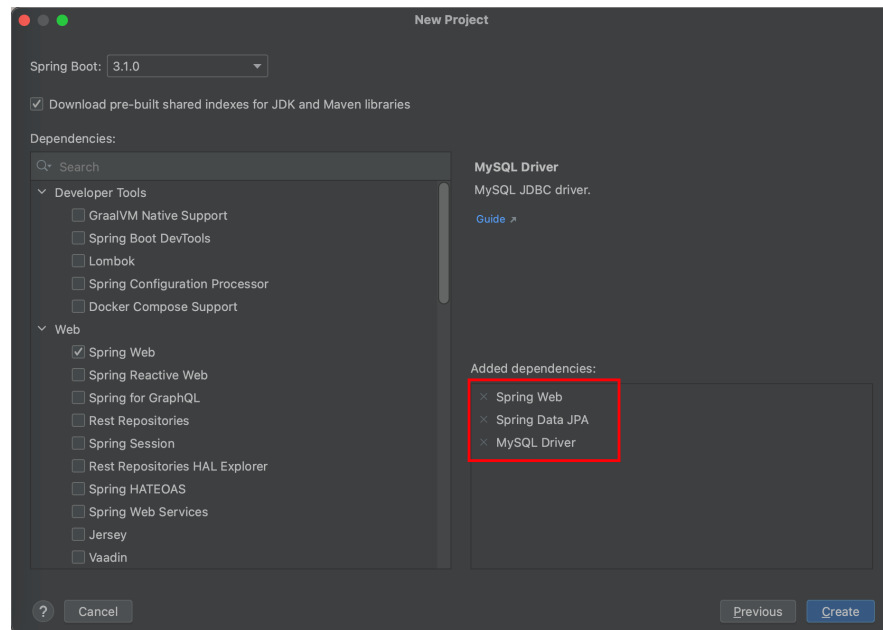 New Project
Spring Boot: 3.1.0
Download pre-built shared indexes for JDK and Maven libraries
Dependencies:
Search
Developer Tools
GraalVM Native Support
Spring Boot DevTools
Lombok
Spring Configuration Processor
Docker Compose Support
Web
Spring Web
Spring Reactive Web
Spring for GraphQL
Rest Repositories
Spring Session
Rest Repositories HAL Explorer
Spring HATEOAS
Spring Web Services
Jersey
Vaadin
MySQL Driver
MySQL JDBC driver.
Guide ↗
Added dependencies:
× Spring Web
× Spring Data JPA
× MySQL Driver
?
Cancel
Previous
Create